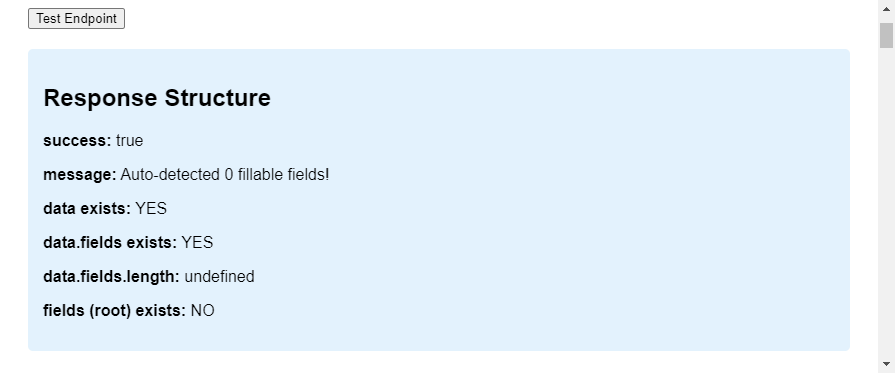 Test Endpoint
Response Structure
success: true
message: Auto-detected 0 fillable fields!
data exists: YES
data.fields exists: YES
data.fields.length: undefined
fields (root) exists: NO